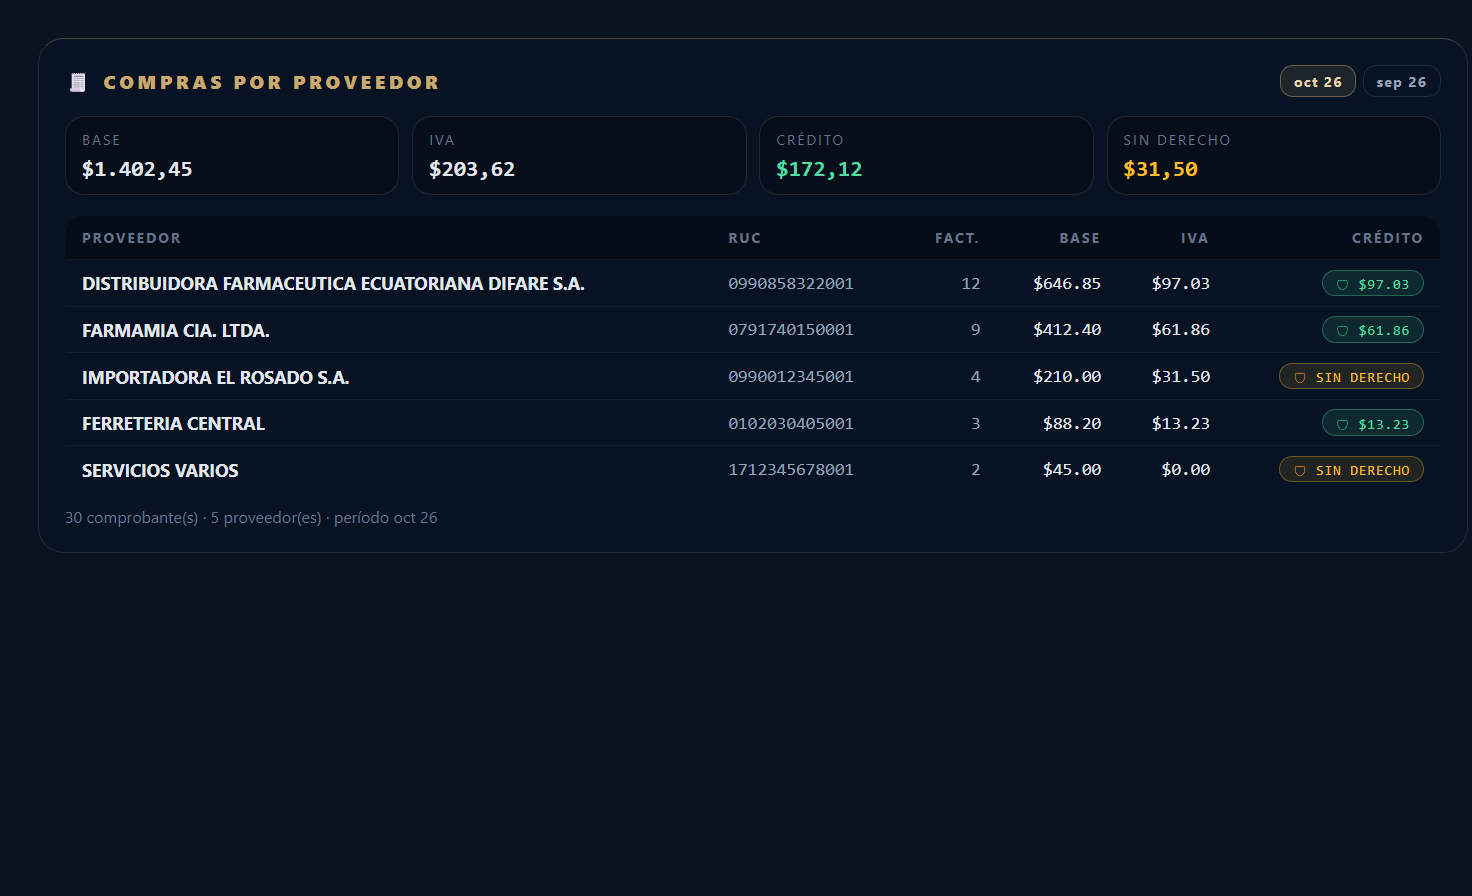 COMPRAS POR PROVEEDOR
oct 26 sep 26
BASE IVA CRÉDITO SIN DERECHO
$1.402,45 $203,62 $172,12 $31,50
PROVEEDOR RUC FACT. BASE IVA CRÉDITO
DISTRIBUIDORA FARMACEUTICA ECUATORIANA DIFARE S.A. 0990858322001 12 $646.85 $97.03 $97.03
FARMAMIA CIA. LTDA. 0791740150001 9 $412.40 $61.86 $61.86
IMPORTADORA EL ROSADO S.A. 0990012345001 4 $210.00 $31.50 SIN DERECHO
FERRETERIA CENTRAL 0102030405001 3 $88.20 $13.23 $13.23
SERVICIOS VARIOS 1712345678001 2 $45.00 $0.00 SIN DERECHO
30 comprobante(s) · 5 proveedor(es) · período oct 26